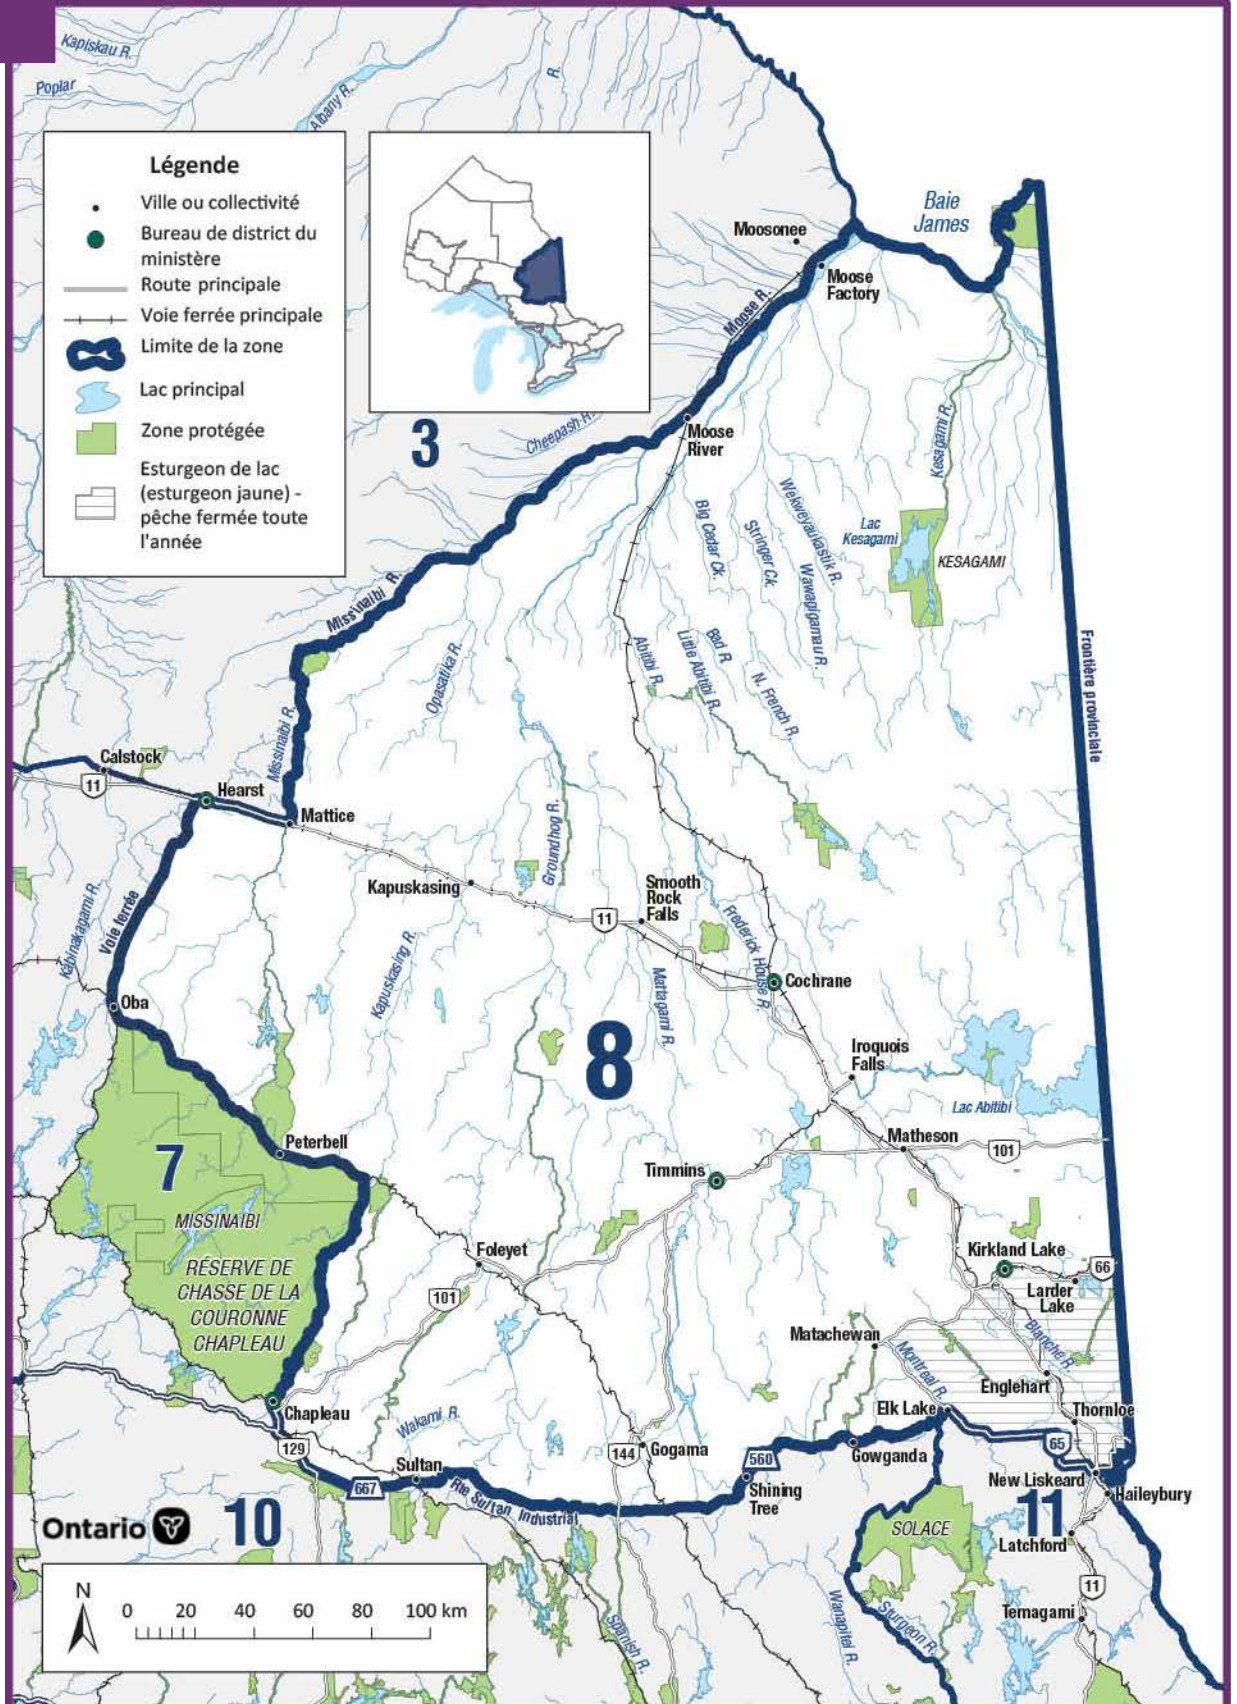 Kapiskau R.
Poplar
Albany R.
R.
Légende
Ville ou collectivité
Bureau de district du
ministère
Route principale
Voie ferrée principale
Limite de la zone
Lac principal
Zone protégée
Esturgeon de lac
(esturgeon jaune) -
pêche fermée toute
l'année
Baie
James
Moosonee
Moose
Factory
Moose R.
3
Cheepash R.
Moose
River
Kesagami R.
Big Cedar Ck.
Stringer Ck.
Wekweyaukastik R.
Wawagigamau R.
Lac
Kesagami
KESAGAMI
Missinaibi R.
Opasatika R.
Abitibi R.
Little Abitibi R.
Bad R.
N. French R.
Frontière provinciale
Missinaibi R.
Calstock
11
Hearst
Mattice
Groundhog R.
Kapuskasing
Smooth
Rock
Falls
11
Kabinakagami R.
Voie ferrée
Kapuskasing R.
Mattagami R.
Frederick House R.
Cochrane
Oba
8
Iroquois
Falls
Lac Abitibi
Peterbell
Matheson
101
7
Timmins
MISSINAIBI
Foleyet
Kirkland Lake
66
RÉSERVE DE
CHASSE DE LA
COURONNE
CHAPLEAU
101
Larder
Lake
Matachewan
Blanche R.
Montreal R.
Englehart
Chapleau
Wakami R.
Elk Lake
Thornloe
129
144
Gogama
Gowganda
65
Sultan
560
667
Rte Sultan Industrial
Shining
Tree
New Liskeard
Haileybury
10
SOLACE
11
Latchford
Ontario
11
Temagami
N
0 20 40 60 80 100 km
Spanish R.
Wanapitei R.
Sturgeon R.